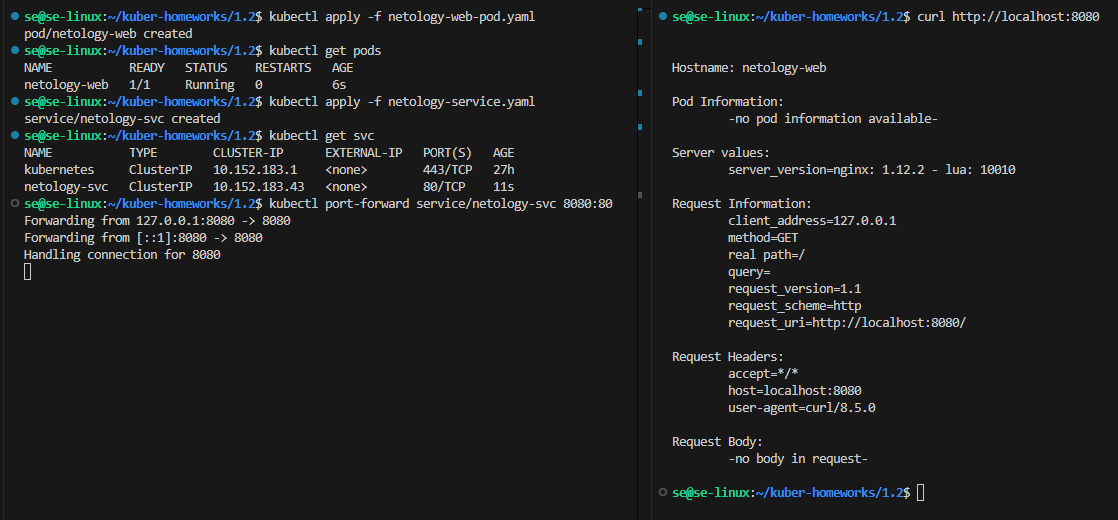 se@se-linux:~/kuber-homeworks/1.2$ kubectl apply -f netology-web-pod.yaml
pod/netology-web created
se@se-linux:~/kuber-homeworks/1.2$ kubectl get pods
NAME           READY   STATUS    RESTARTS   AGE
netology-web   1/1     Running   0          6s
se@se-linux:~/kuber-homeworks/1.2$ kubectl apply -f netology-service.yaml
service/netology-svc created
se@se-linux:~/kuber-homeworks/1.2$ kubectl get svc
NAME           TYPE        CLUSTER-IP      EXTERNAL-IP   PORT(S)   AGE
kubernetes     ClusterIP   10.152.183.1    <none>        443/TCP   27h
netology-svc   ClusterIP   10.152.183.43   <none>        80/TCP    11s
se@se-linux:~/kuber-homeworks/1.2$ kubectl port-forward service/netology-svc 8080:80
Forwarding from 127.0.0.1:8080 -> 8080
Forwarding from [::1]:8080 -> 8080
Handling connection for 8080
se@se-linux:~/kuber-homeworks/1.2$ curl http://localhost:8080
Hostname: netology-web
Pod Information:
        -no pod information available-
Server values:
        server_version=nginx: 1.12.2 - lua: 10010
Request Information:
        client_address=127.0.0.1
        method=GET
        real path=/
        query=
        request_version=1.1
        request_scheme=http
        request_uri=http://localhost:8080/
Request Headers:
        accept=*/*
        host=localhost:8080
        user-agent=curl/8.5.0
Request Body:
        -no body in request-
se@se-linux:~/kuber-homeworks/1.2$